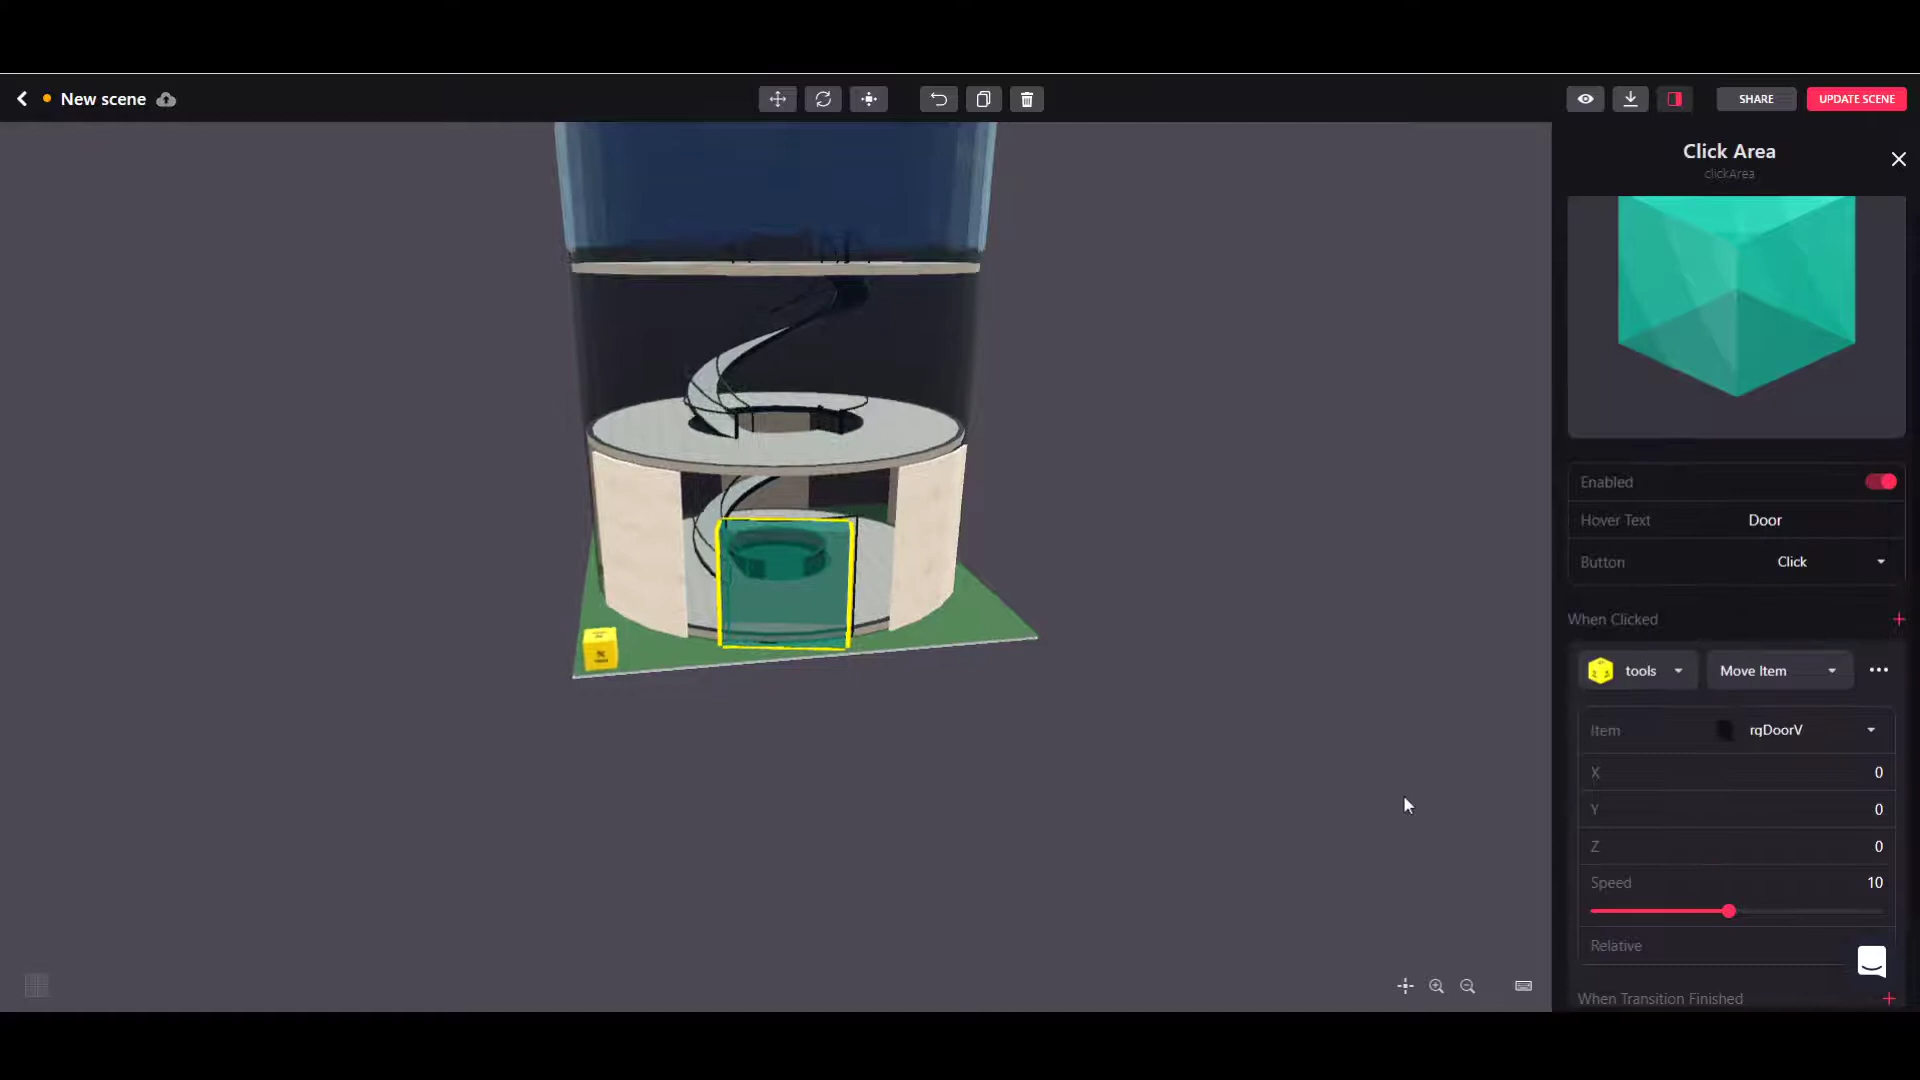 New scene
SHARE
UPDATE SCENE
Click Area
clickArea
Enabled
Hover Text Door
Button Click
When Clicked +
tools Move Item
Item rgDoorV
X 0
Y 0
Z 0
Speed 10
Relative
When Transition Finished +